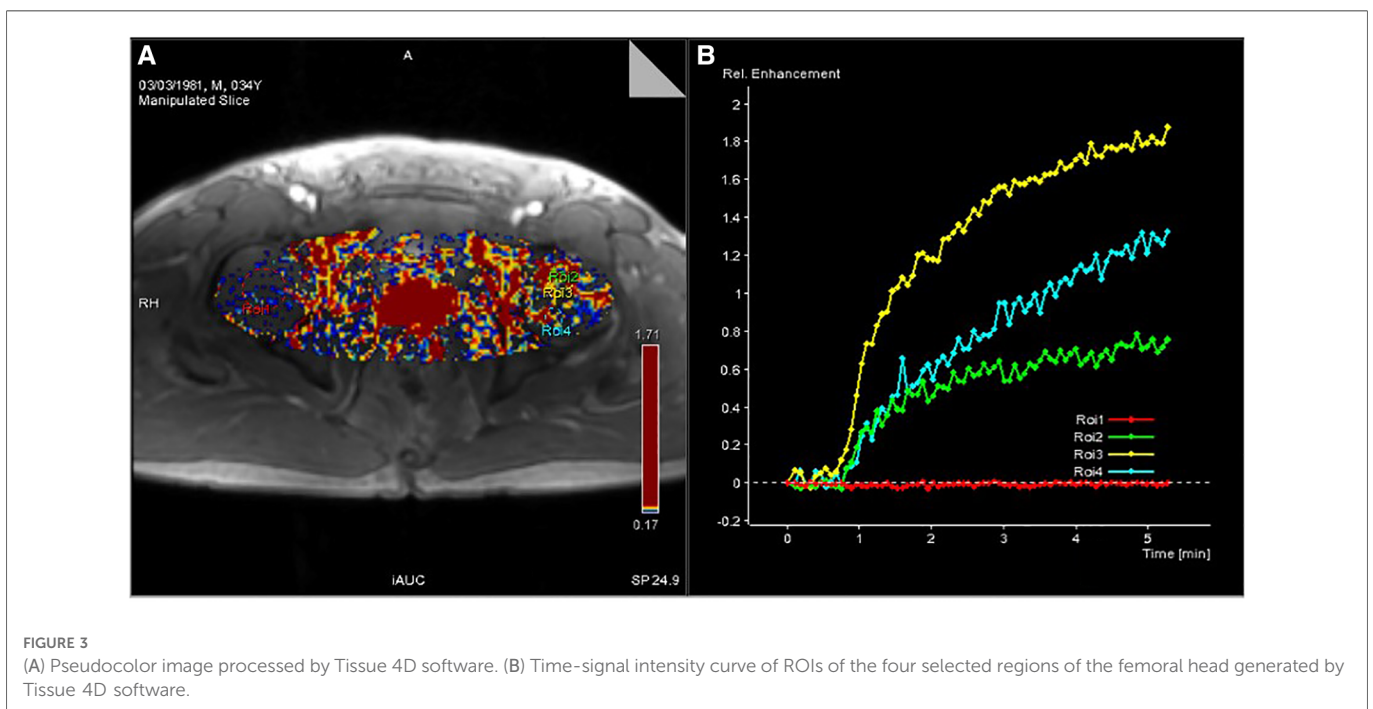 A
A
03/03/1981, M, 034Y
Manipulated Slice
RH
Roi1
Roi2
Roi3
Roi4
1.71
0.17
iAUC
SP 24.9
B
Rel. Enhancement
2
1.8
1.6
1.4
1.2
1
0.8
0.6
0.4
0.2
0
-0.2
Roi1
Roi2
Roi3
Roi4
0 1 2 3 4 5
Time [min]
FIGURE 3
(A) Pseudocolor image processed by Tissue 4D software. (B) Time-signal intensity curve of ROIs of the four selected regions of the femoral head generated by
Tissue 4D software.